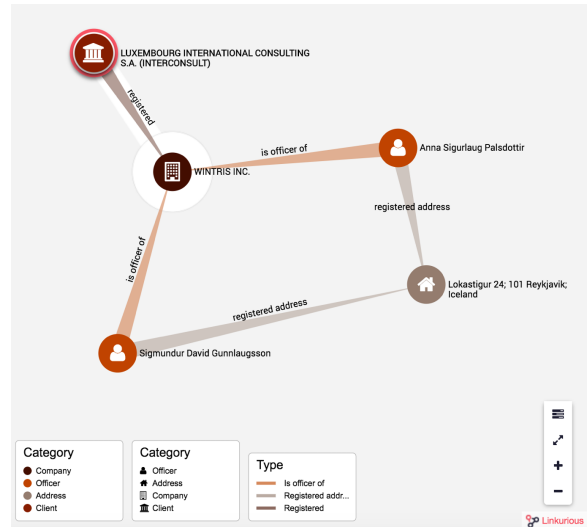 LUXEMBOURG INTERNATIONAL CONSULTING
S.A. (INTERCONSULT)
registered
is officer of
Anna Sigurlaug Palsdottir
WINTRIS INC.
registered address
is officer of
Lokastigur 24; 101 Reykjavik;
Iceland
registered address
Sigmundur David Gunnlaugsson
Category
Company
Officer
Address
Client
Category
Officer
Address
Company
Client
Type
Is officer of
Registered addr...
Registered
Linkurious